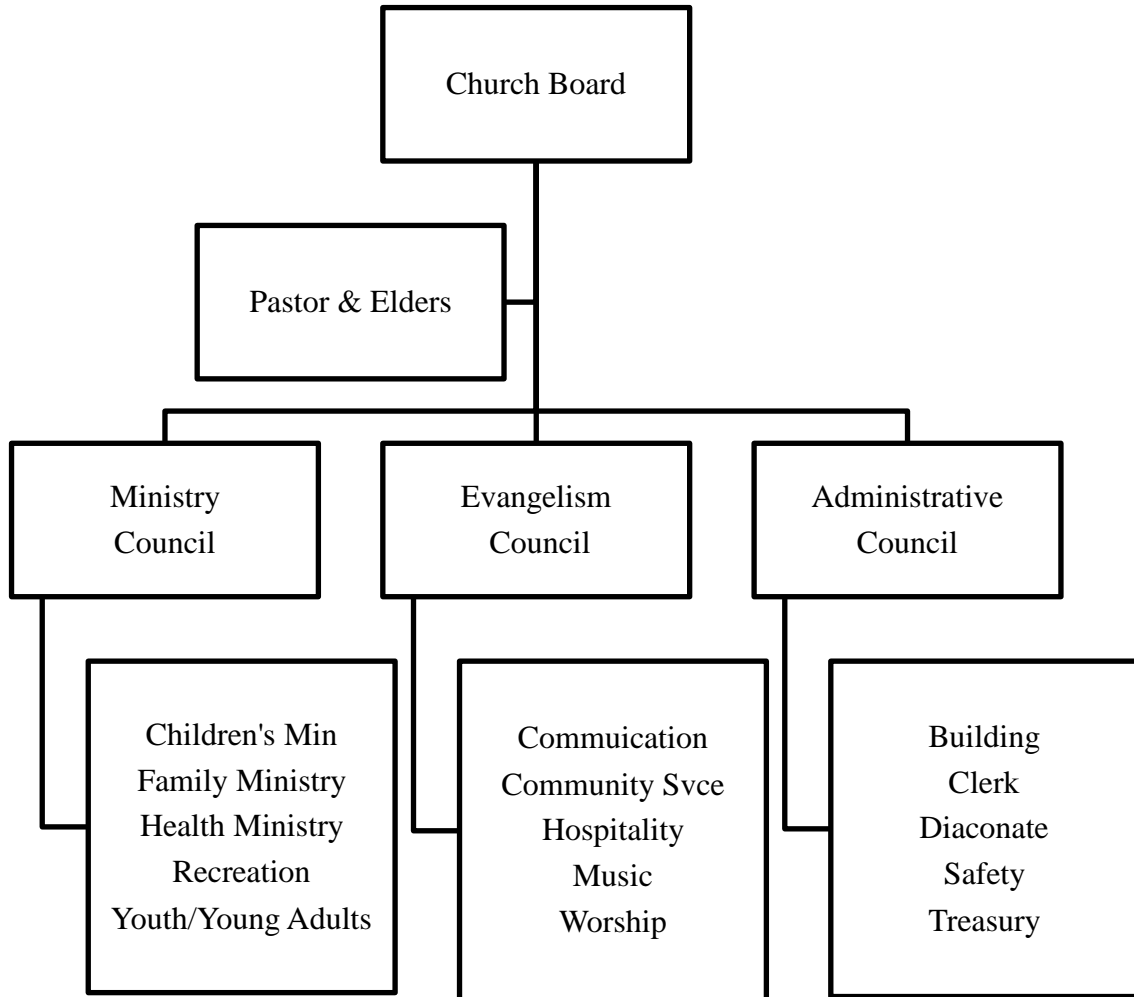 Church Board
Pastor & Elders
Ministry
Council
Evangelism
Council
Administrative
Council
Children's Min
Family Ministry
Health Ministry
Recreation
Youth/Young Adults
Commuication
Community Svce
Hospitality
Music
Worship
Building
Clerk
Diaconate
Safety
Treasury